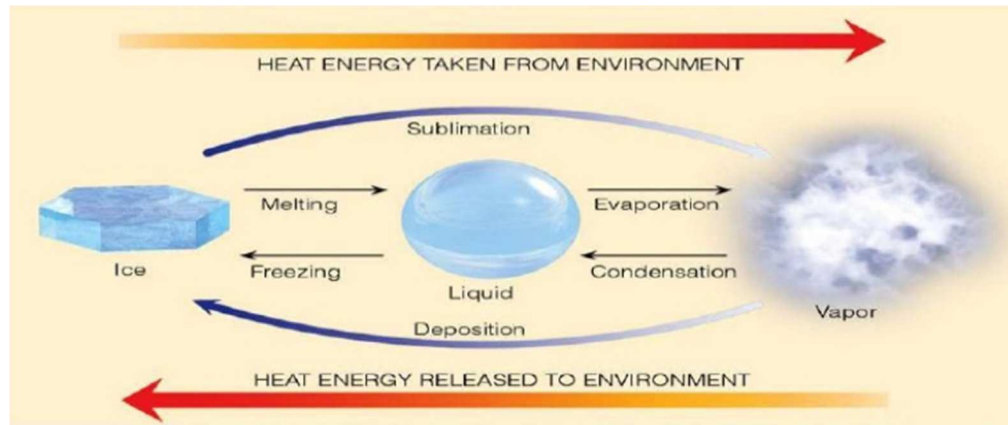 HEAT ENERGY TAKEN FROM ENVIRONMENT
Sublimation
Melting
Evaporation
Ice
Freezing
Liquid
Condensation
Vapor
Deposition
HEAT ENERGY RELEASED TO ENVIRONMENT